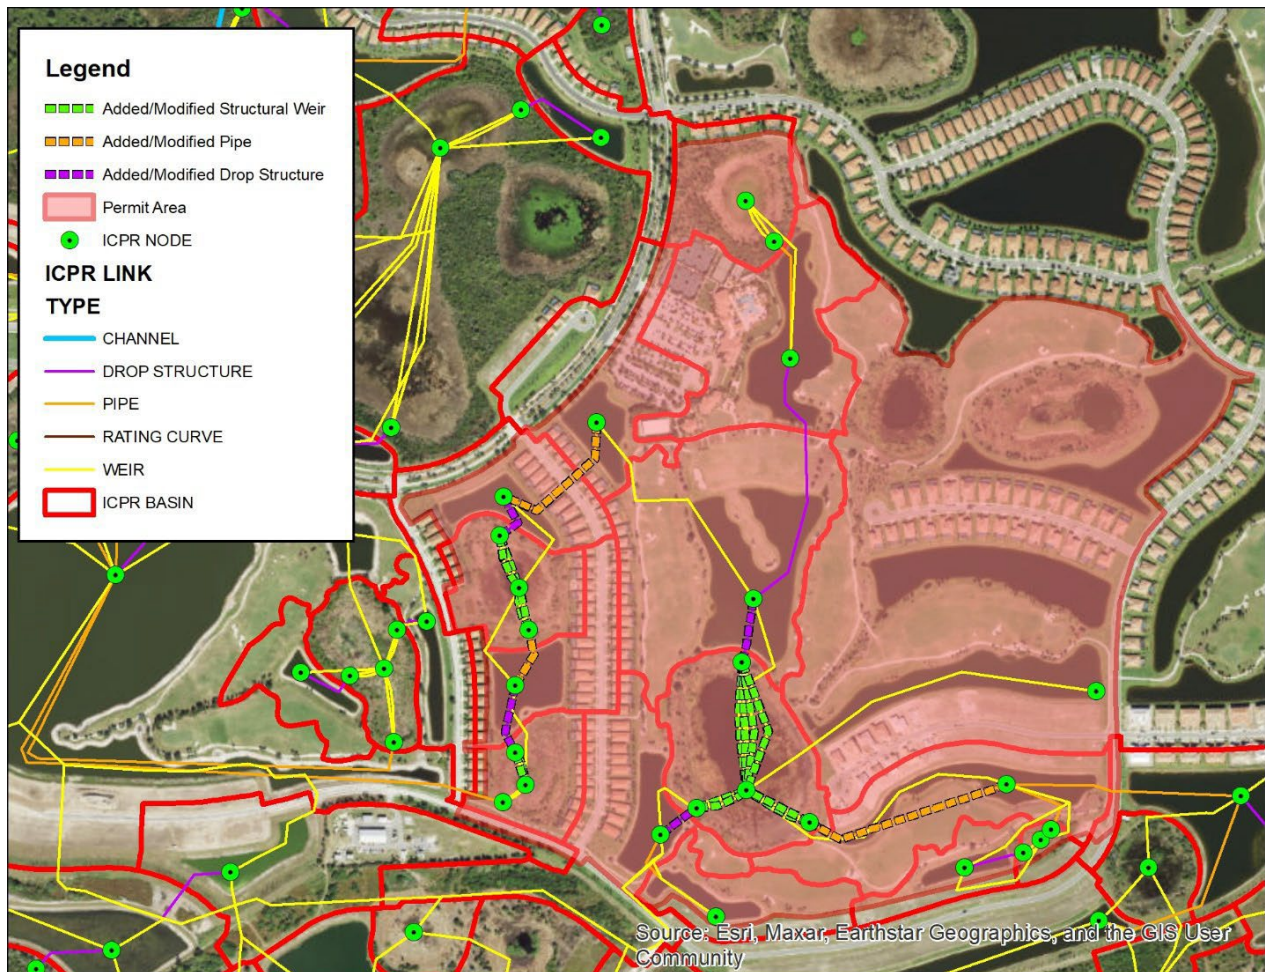 Legend
Added/Modified Structural Weir
Added/Modified Pipe
Added/Modified Drop Structure
Permit Area
ICPR NODE
ICPR LINK
TYPE
CHANNEL
DROP STRUCTURE
PIPE
RATING CURVE
WEIR
ICPR BASIN
Source: Esri, Maxar, Earthstar Geographics, and the GIS User
Community